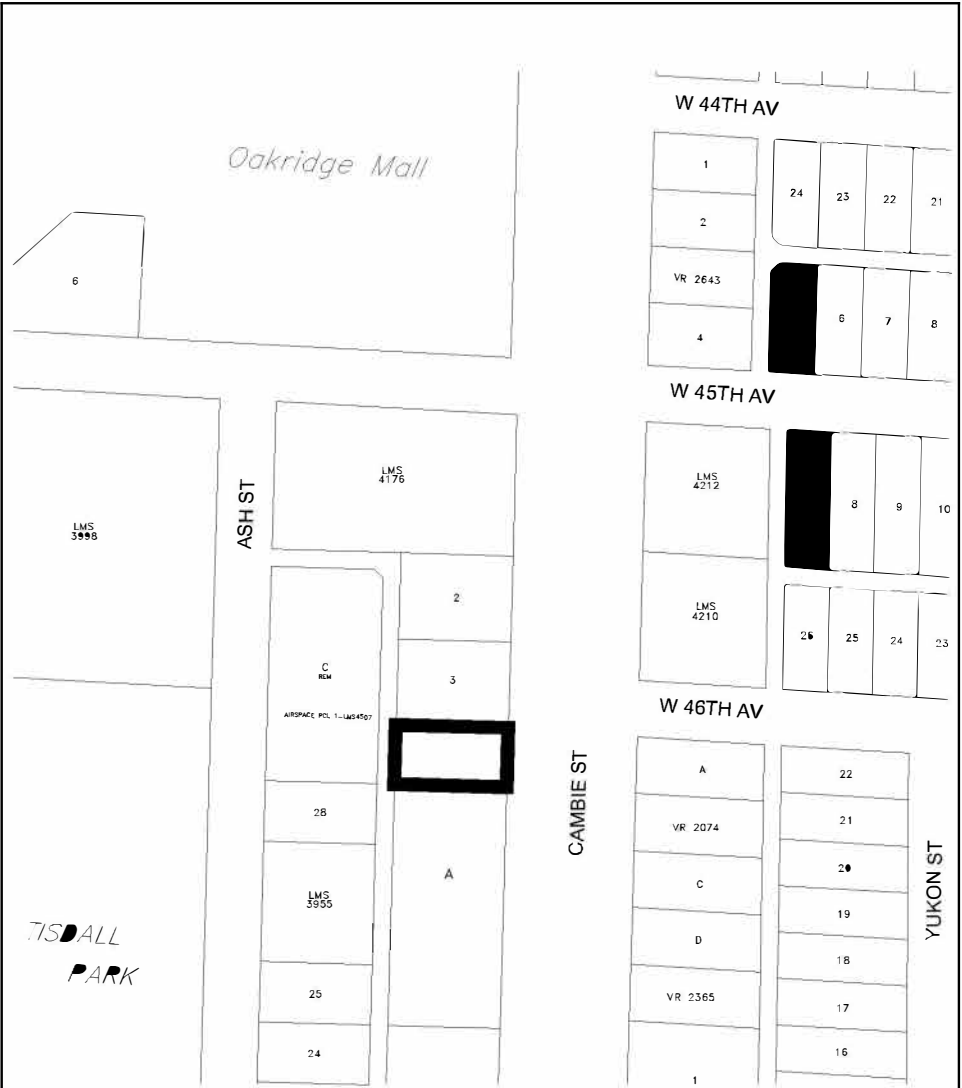 W 44TH AV
Oakridge Mall
1
24
23
22
21
2
6
VR 2643
6
7
8
4
W 45TH AV
LMS
4176
LMS
4212
ASH ST
LMS
3998
8
9
10
2
LMS
4210
26
25
24
23
C
REM
3
AIRSPACE PCL 1-LMS4507
W 46TH AV
CAMBIE ST
A
22
28
VR 2074
21
A
C
20
YUKON ST
LMS
3955
19
TISDALL
PARK
D
18
25
VR 2365
17
24
16
1